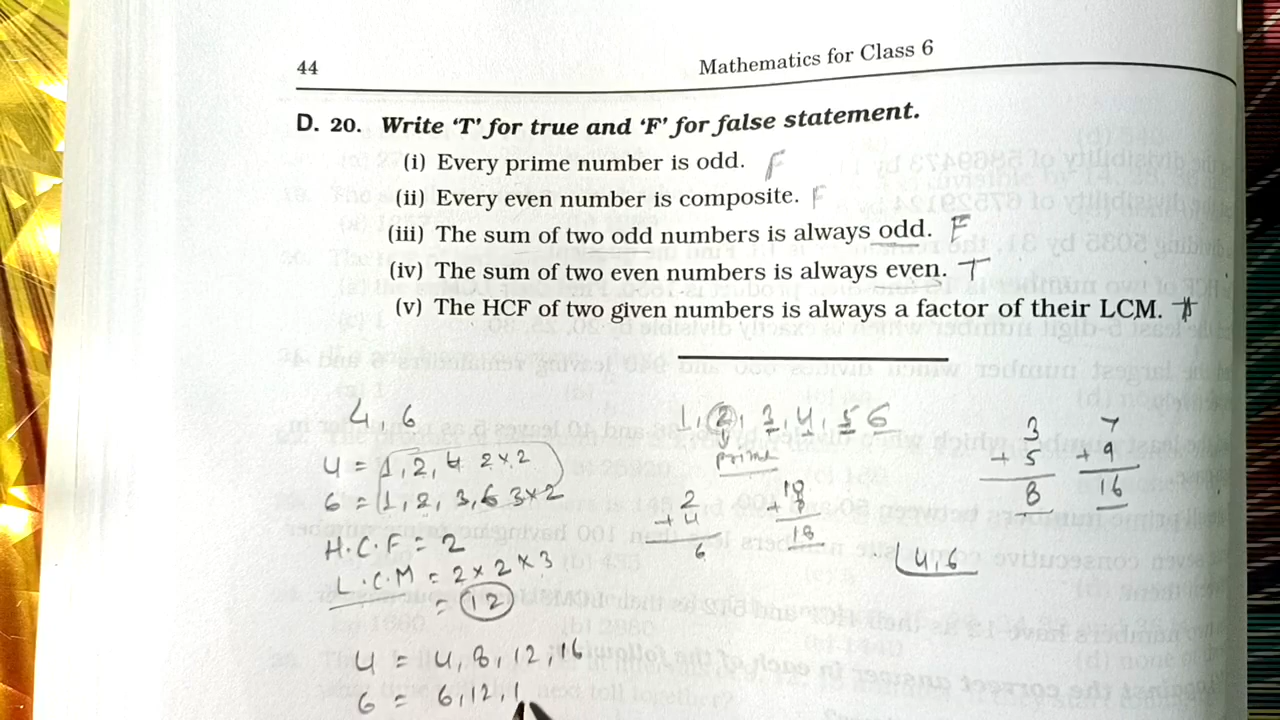 44
Mathematics for Class 6
D. 20. Write 'T' for true and 'F' for false statement.
(i) Every prime number is odd. F
(ii) Every even number is composite. F
(iii) The sum of two odd numbers is always odd. F
(iv) The sum of two even numbers is always even. T
(v) The HCF of two given numbers is always a factor of their LCM.
4, 6
4 = 1, 2, 4 2×2
6 = 1, 2, 3, 6 3×2
H.C.F = 2
L.C.M = 2 × 2 × 3
= 12
4 = 4, 8, 12, 16
6 = 6, 12, 1
1, 2, 3, 4, 5 6
prime
2
+ 4
6
+ 8
18
3
+ 5
8
7
+ 9
16
4, 6